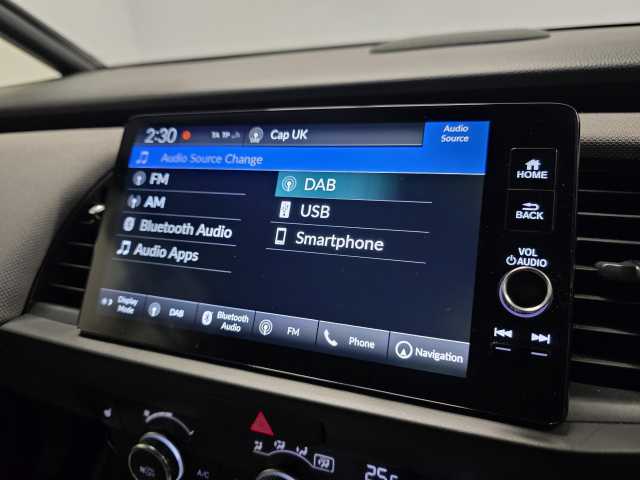 2:30 TA TP Cap UK
Audio Source
Audio Source Change
FM
AM
Bluetooth Audio
Audio Apps
DAB
USB
Smartphone
Display Mode
DAB
Bluetooth Audio
FM
Phone
Navigation
HOME
BACK
VOL
AUDIO
A/C